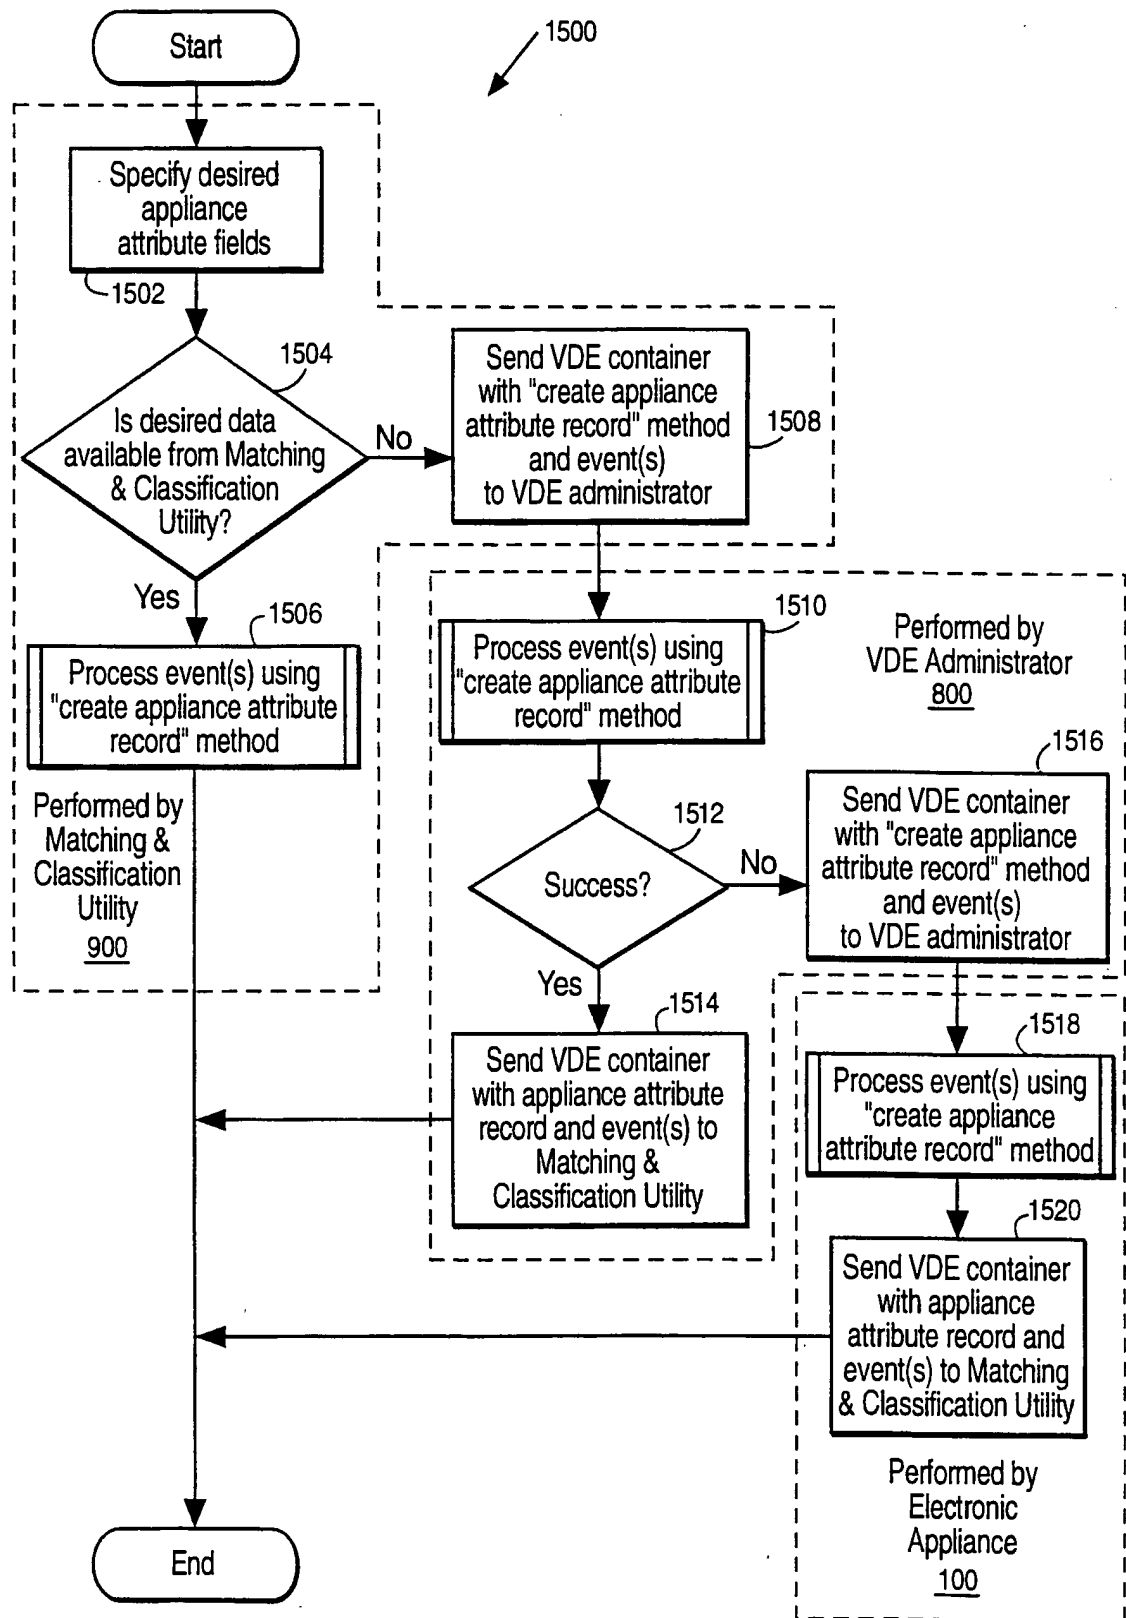 Start
1500
Specify desired
appliance
attribute fields
1502
1504
Is desired data
available from Matching
& Classification
Utility?
No
Send VDE container
with "create appliance
attribute record" method
and event(s)
to VDE administrator
1508
Yes
1506
Process event(s) using
"create appliance attribute
record" method
Performed by
Matching &
Classification
Utility
900
1510
Process event(s) using
"create appliance attribute
record" method
Performed by
VDE Administrator
800
1512
Success?
No
1516
Send VDE container
with "create appliance
attribute record" method
and event(s)
to VDE administrator
Yes
1514
Send VDE container
with appliance attribute
record and event(s) to
Matching &
Classification Utility
1518
Process event(s) using
"create appliance
attribute record" method
1520
Send VDE container
with appliance
attribute record and
event(s) to Matching
& Classification Utility
Performed by
Electronic
Appliance
100
End